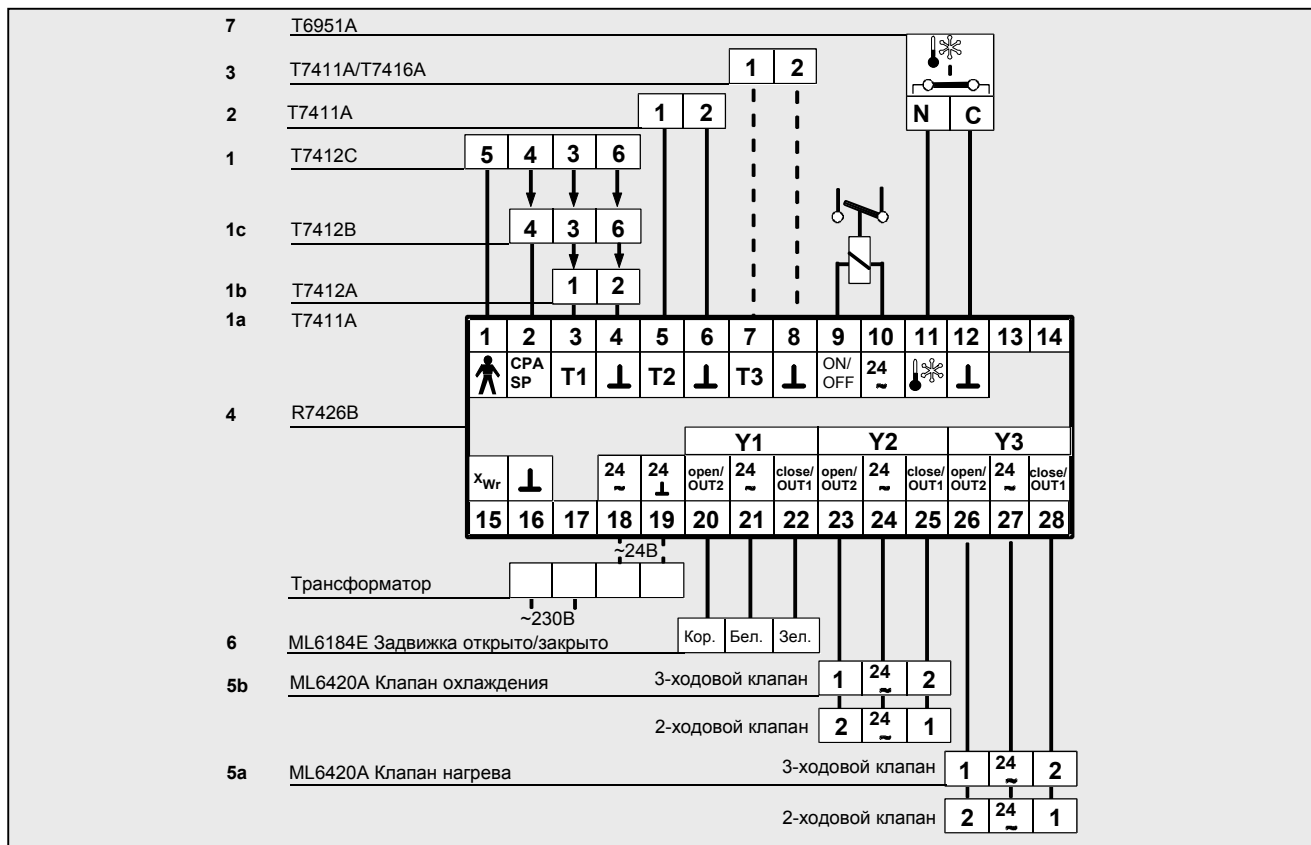 7 T6951A
3 T7411A/T7416A 1 2
2 T7411A 1 2 N C
1 T7412C 5 4 3 6
1c T7412B 4 3 6
1b T7412A 1 2
1a T7411A
1 2 3 4 5 6 7 8 9 10 11 12 13 14
CPA SP T1 ⊥ T2 ⊥ T3 ⊥ ON/OFF 24 ~ ⊥
4 R7426B
Y1 Y2 Y3
XWr ⊥ 24 ~ 24 ⊥ open/OUT2 24 ~ close/OUT1 open/OUT2 24 ~ close/OUT1 open/OUT2 24 ~ close/OUT1
15 16 17 18 19 20 21 22 23 24 25 26 27 28
~24В
Трансформатор
~230В
6 ML6184E Задвижка открыто/закрыто Кор. Бел. Зел.
5b ML6420A Клапан охлаждения 3-ходовой клапан 1 24 ~ 2
2-ходовой клапан 2 24 ~ 1
5a ML6420A Клапан нагрева 3-ходовой клапан 1 24 ~ 2
2-ходовой клапан 2 24 ~ 1